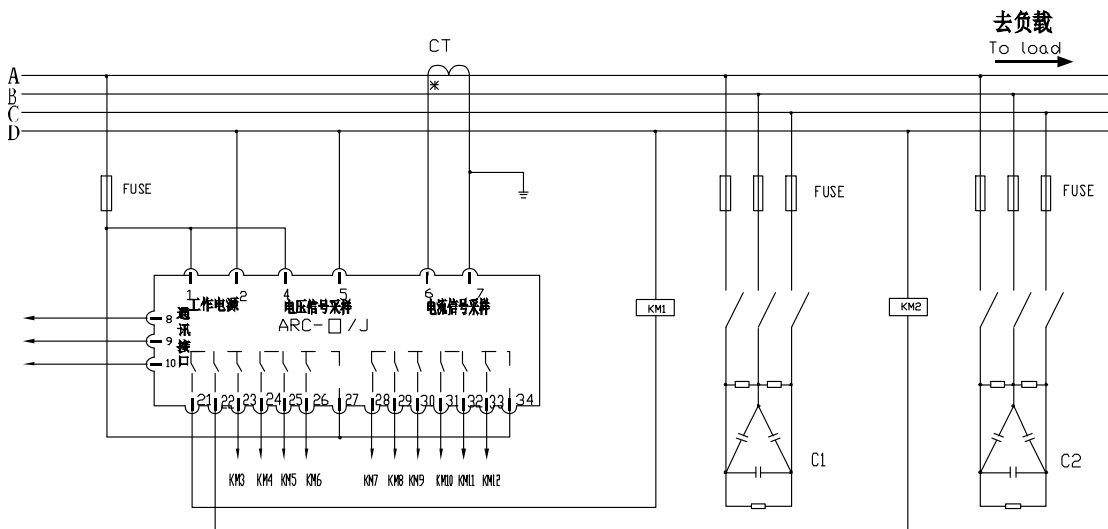 去负载
To load
CT
A
B
C
D
*
FUSE
FUSE
FUSE
1 2 4 5 6 7
工作电源 电压信号采样 电流信号采样
ARC-□/J
通讯接口
8
9
10
KM1
KM2
21 22 23 24 25 26 27 28 29 30 31 32 33 34
KM3 KM4 KM5 KM6 KM7 KM8 KM9 KM10 KM11 KM12
C1
C2